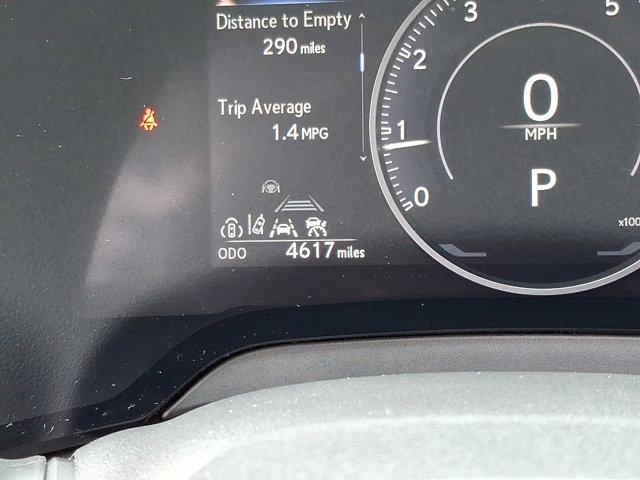 Distance to Empty
290 miles
Trip Average
1.4 MPG
ODO 4617 miles
3
5
2
1
0
0
MPH
P
x100